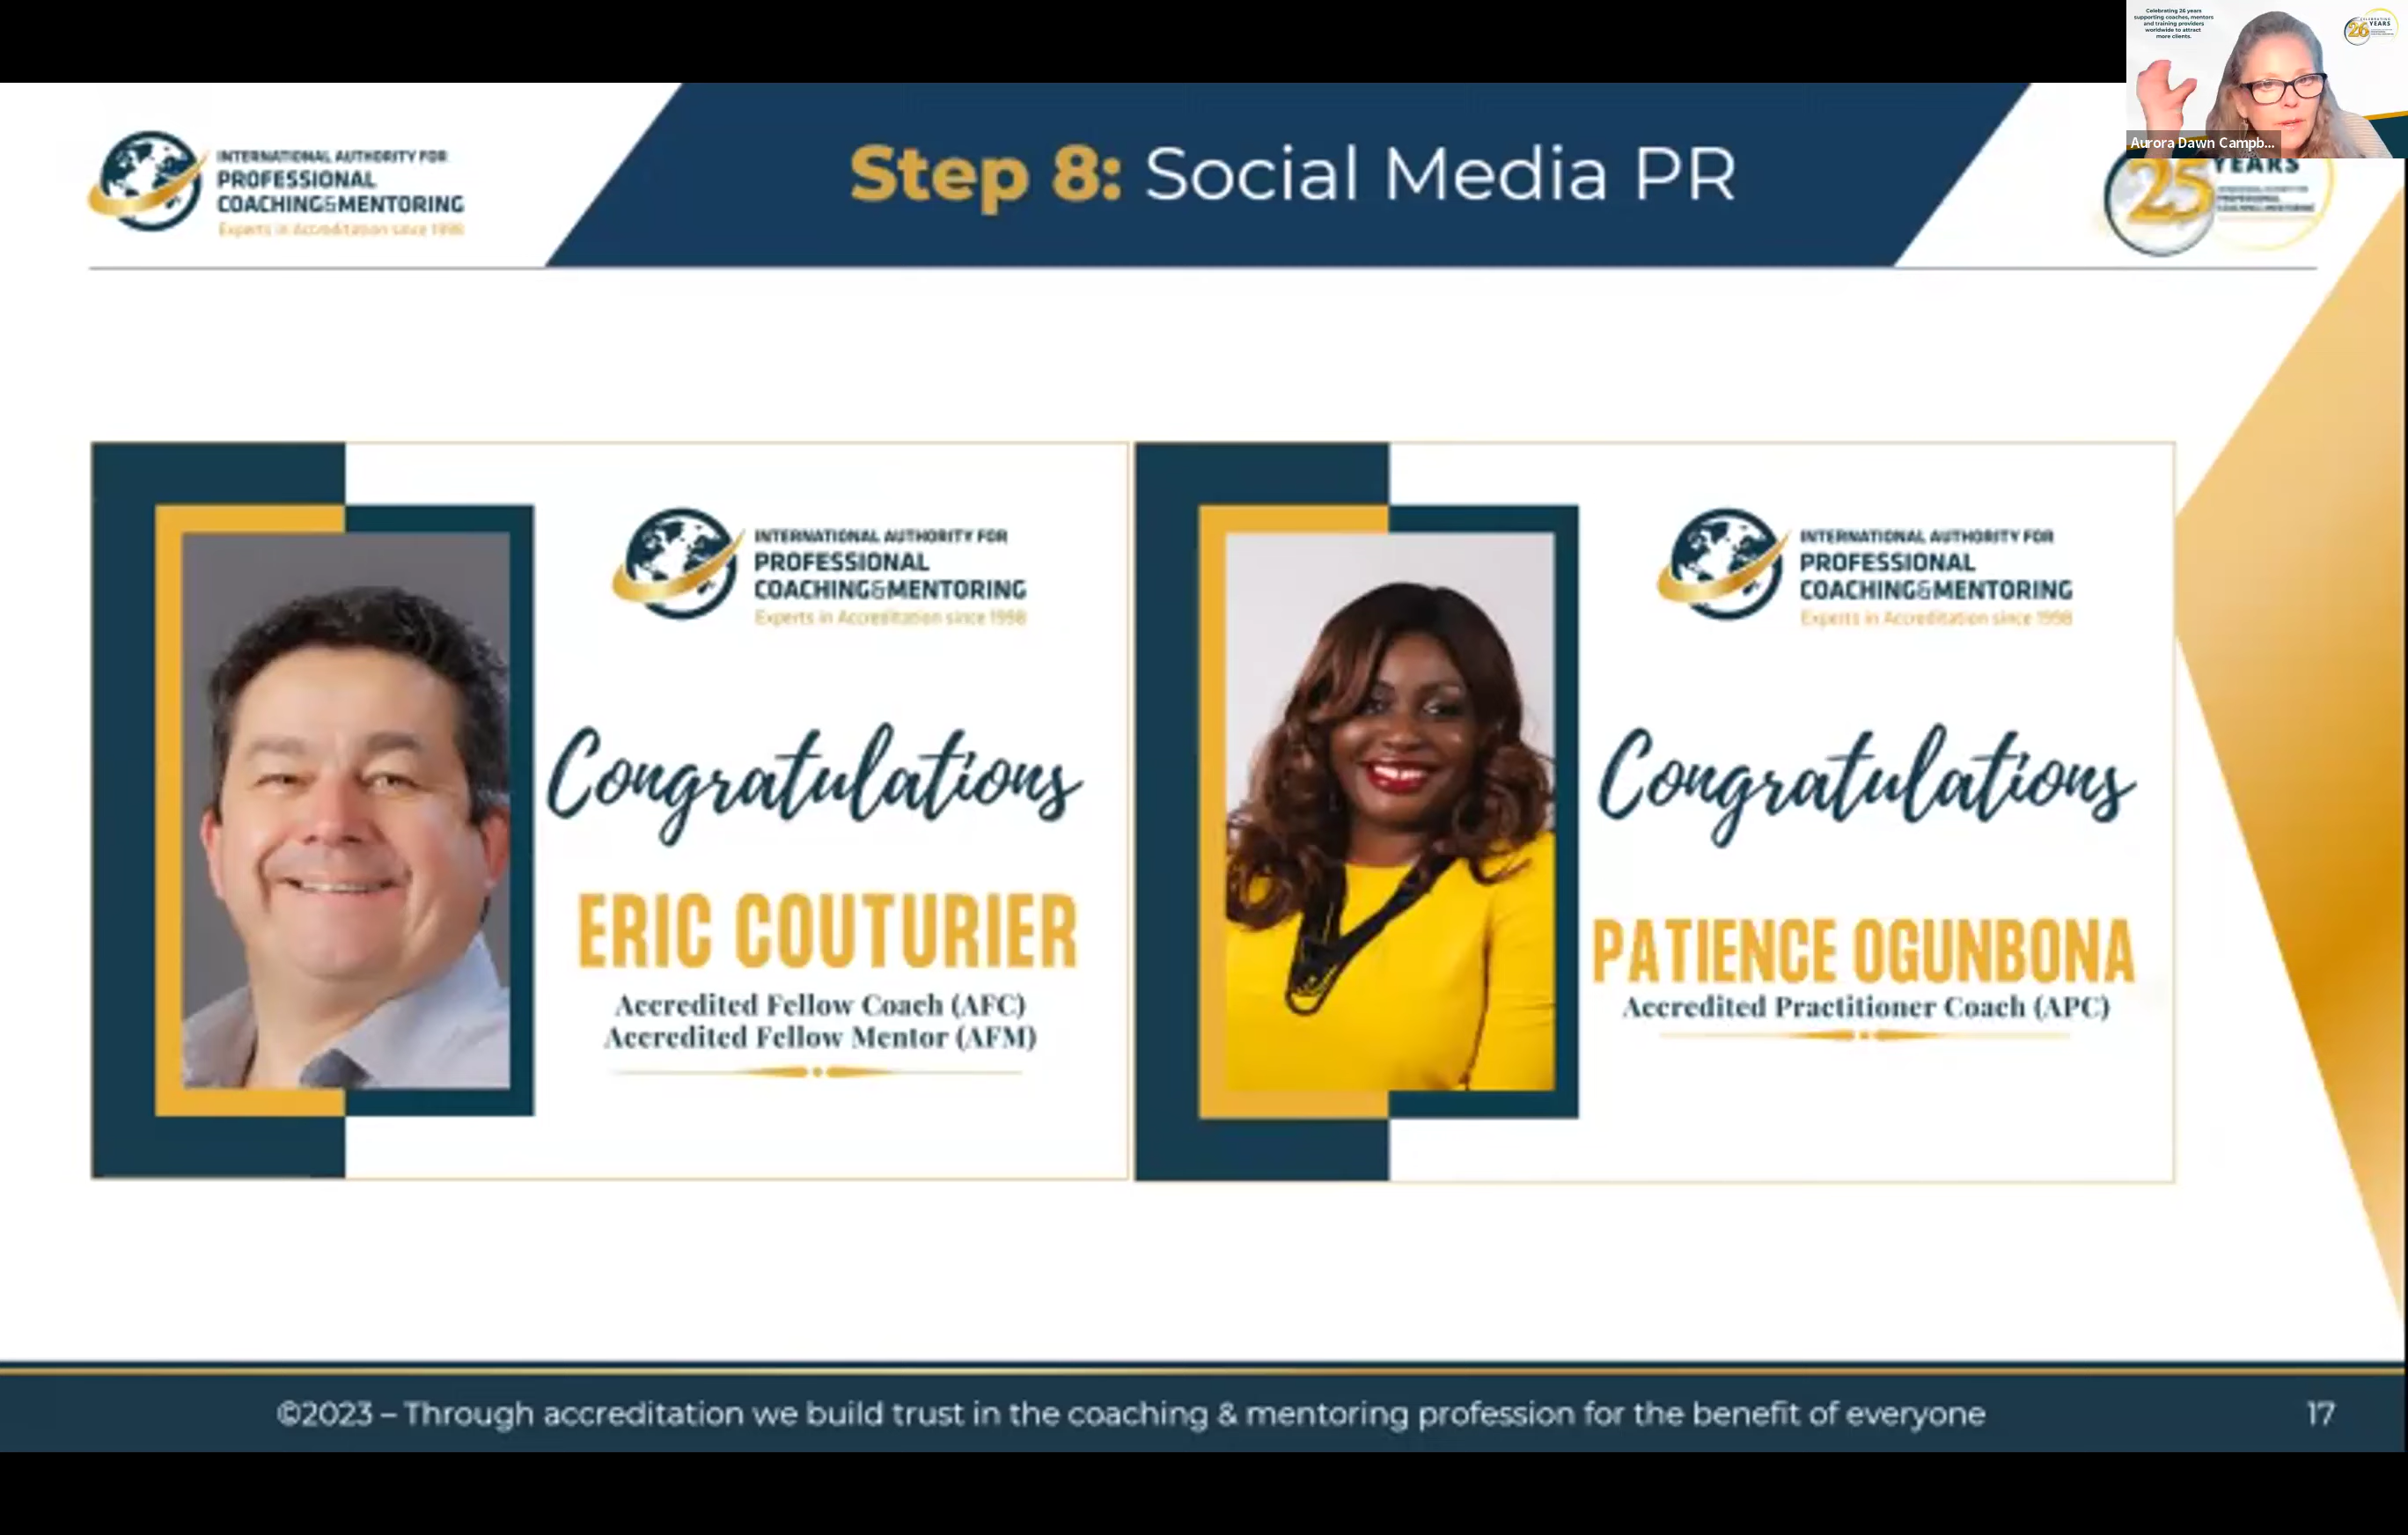 Celebrating 26 years
supporting coaches, mentors
and training providers
worldwide to attract
more clients.
26
YEARS
Aurora Dawn Campb...
INTERNATIONAL AUTHORITY FOR
PROFESSIONAL
COACHING&MENTORING
Experts in Accreditation since 1998
Step 8: Social Media PR
25
YEARS
INTERNATIONAL AUTHORITY FOR
PROFESSIONAL
COACHING&MENTORING
Experts in Accreditation since 1998
Congratulations
ERIC COUTURIER
Accredited Fellow Coach (AFC)
Accredited Fellow Mentor (AFM)
INTERNATIONAL AUTHORITY FOR
PROFESSIONAL
COACHING&MENTORING
Experts in Accreditation since 1998
Congratulations
PATIENCE OGUNBONA
Accredited Practitioner Coach (APC)
©2023 – Through accreditation we build trust in the coaching & mentoring profession for the benefit of everyone
17